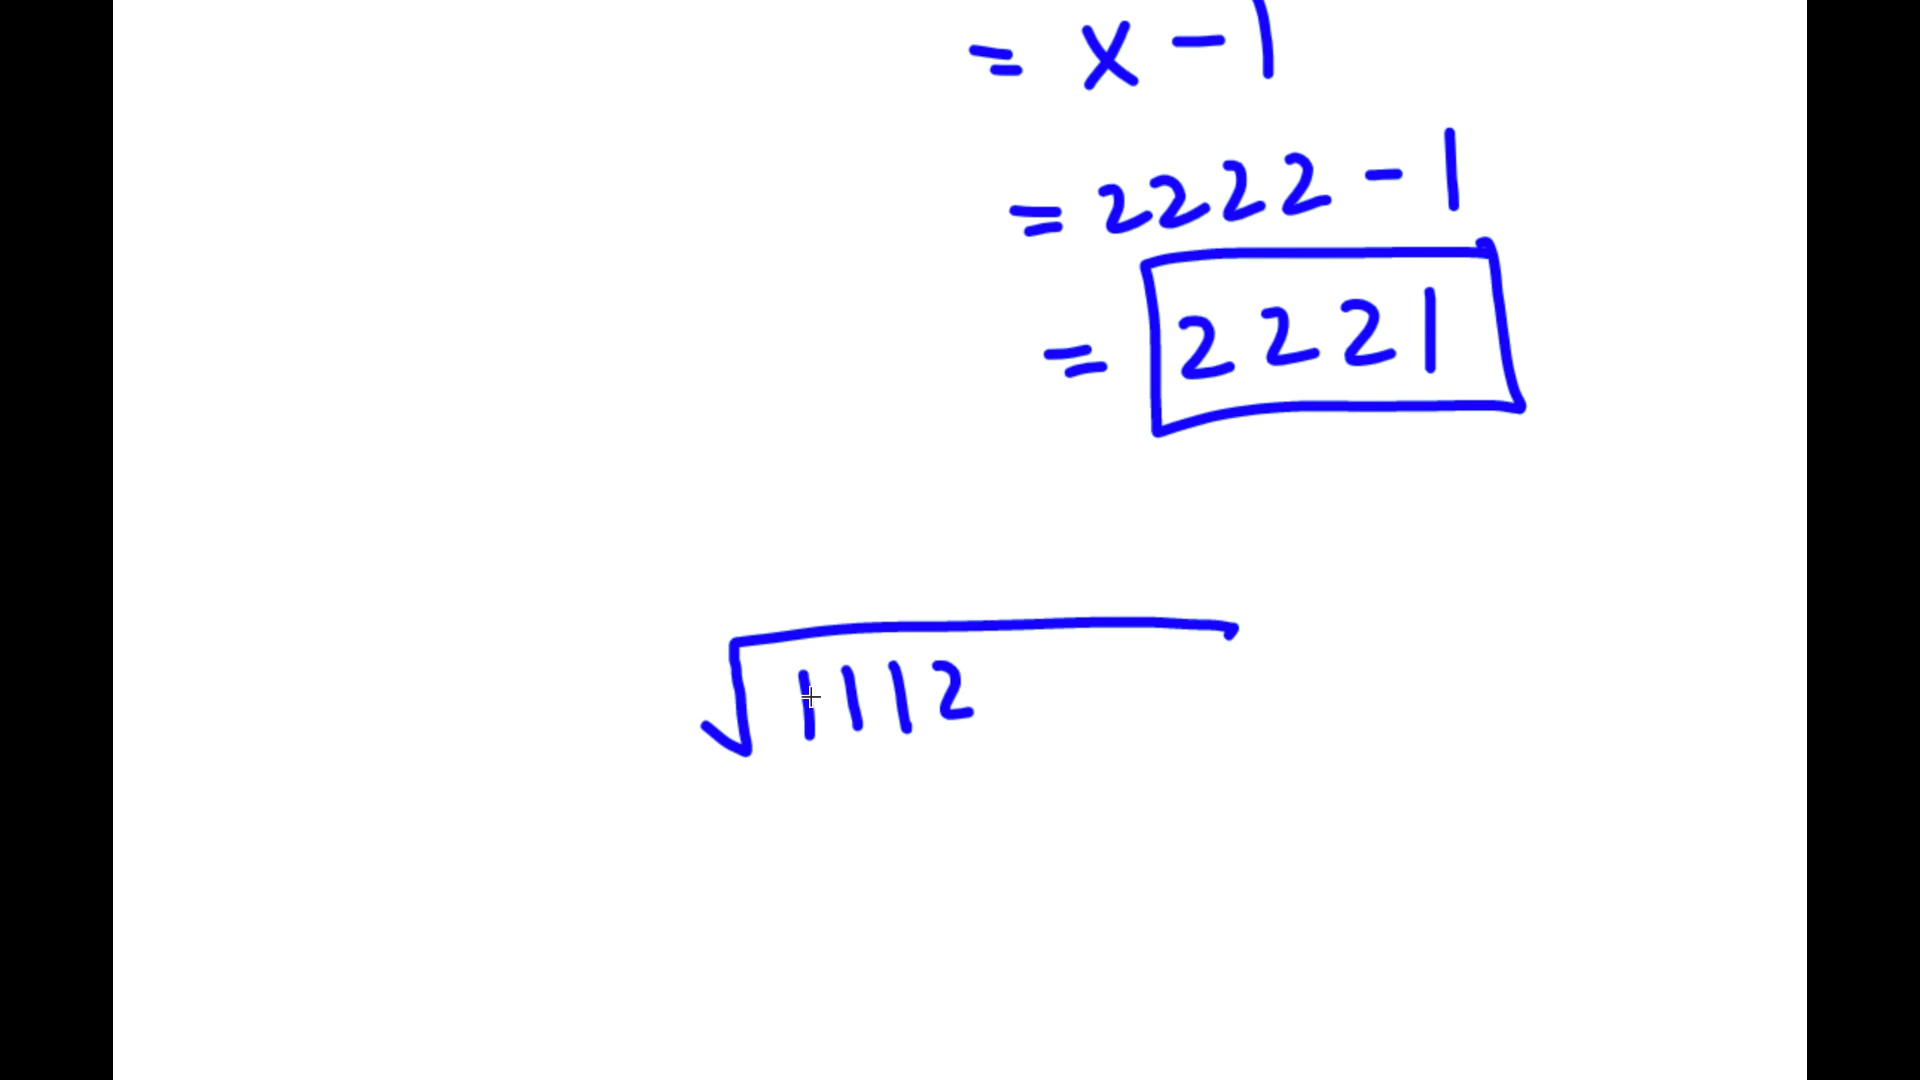 = x - 1
= 2222 - 1
= 2221
√1112